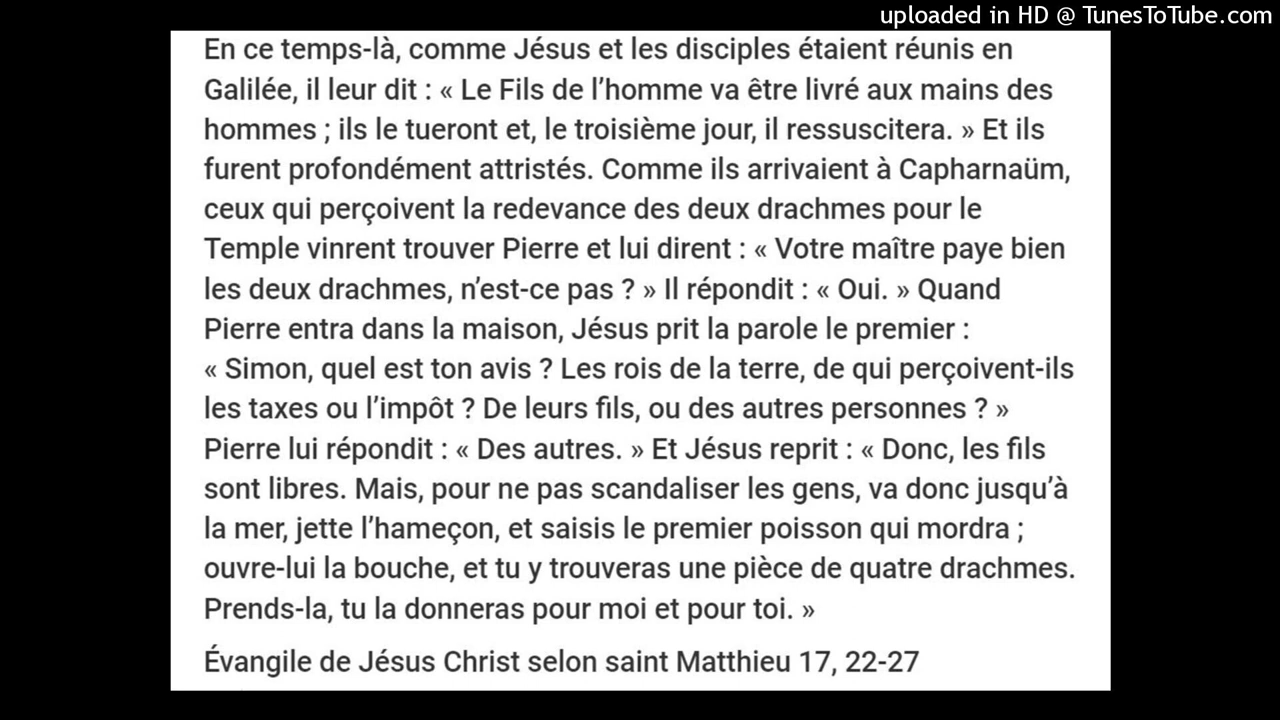 uploaded in HD @ TunesToTube.com
En ce temps-là, comme Jésus et les disciples étaient réunis en
Galilée, il leur dit : « Le Fils de l’homme va être livré aux mains des
hommes ; ils le tueront et, le troisième jour, il ressuscitera. » Et ils
furent profondément attristés. Comme ils arrivaient à Capharnaüm,
ceux qui perçoivent la redevance des deux drachmes pour le
Temple vinrent trouver Pierre et lui dirent : « Votre maître paye bien
les deux drachmes, n’est-ce pas ? » Il répondit : « Oui. » Quand
Pierre entra dans la maison, Jésus prit la parole le premier :
« Simon, quel est ton avis ? Les rois de la terre, de qui perçoivent-ils
les taxes ou l’impôt ? De leurs fils, ou des autres personnes ? »
Pierre lui répondit : « Des autres. » Et Jésus reprit : « Donc, les fils
sont libres. Mais, pour ne pas scandaliser les gens, va donc jusqu’à
la mer, jette l’hameçon, et saisis le premier poisson qui mordra ;
ouvre-lui la bouche, et tu y trouveras une pièce de quatre drachmes.
Prends-la, tu la donneras pour moi et pour toi. »
Évangile de Jésus Christ selon saint Matthieu 17, 22-27